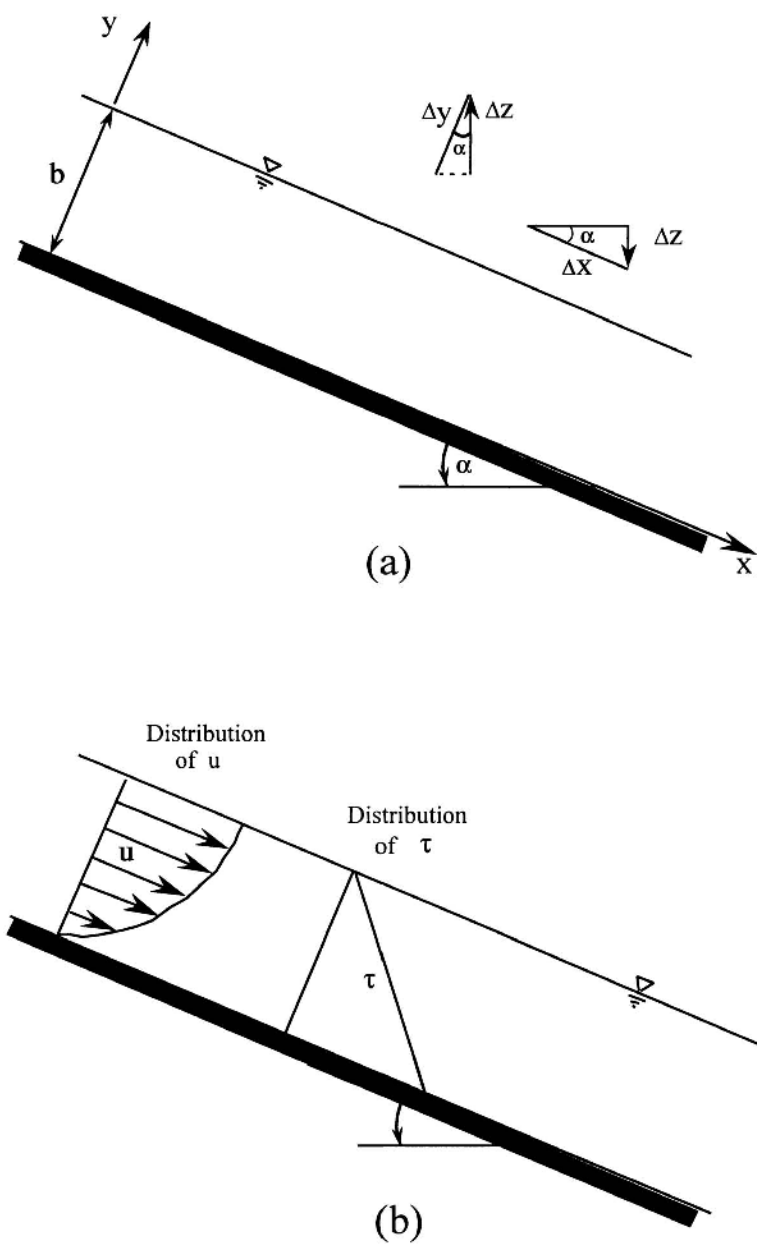 y
Δy
Δz
α
b
α
Δz
Δx
α
x
(a)
Distribution
of u
Distribution
of τ
u
τ
(b)